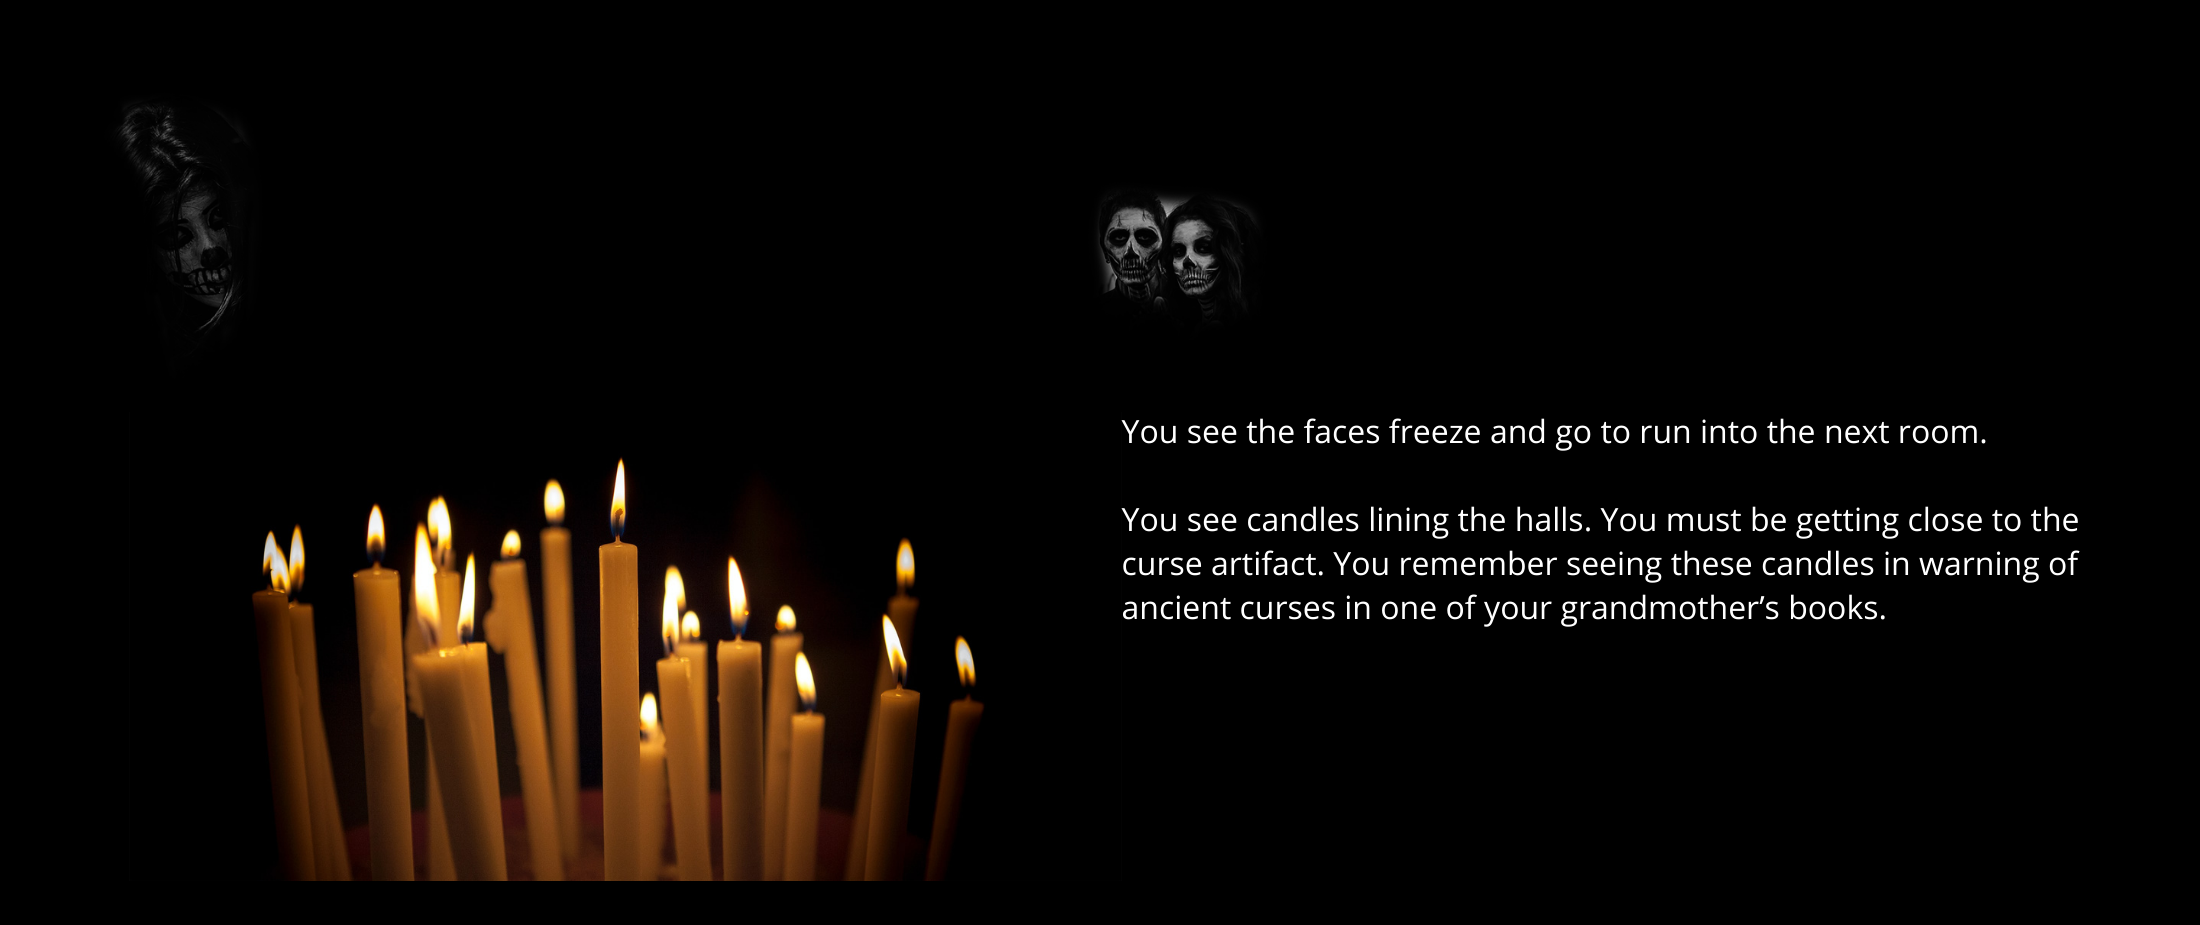 You see the faces freeze and go to run into the next room.
You see candles lining the halls. You must be getting close to the
curse artifact. You remember seeing these candles in warning of
ancient curses in one of your grandmother’s books.